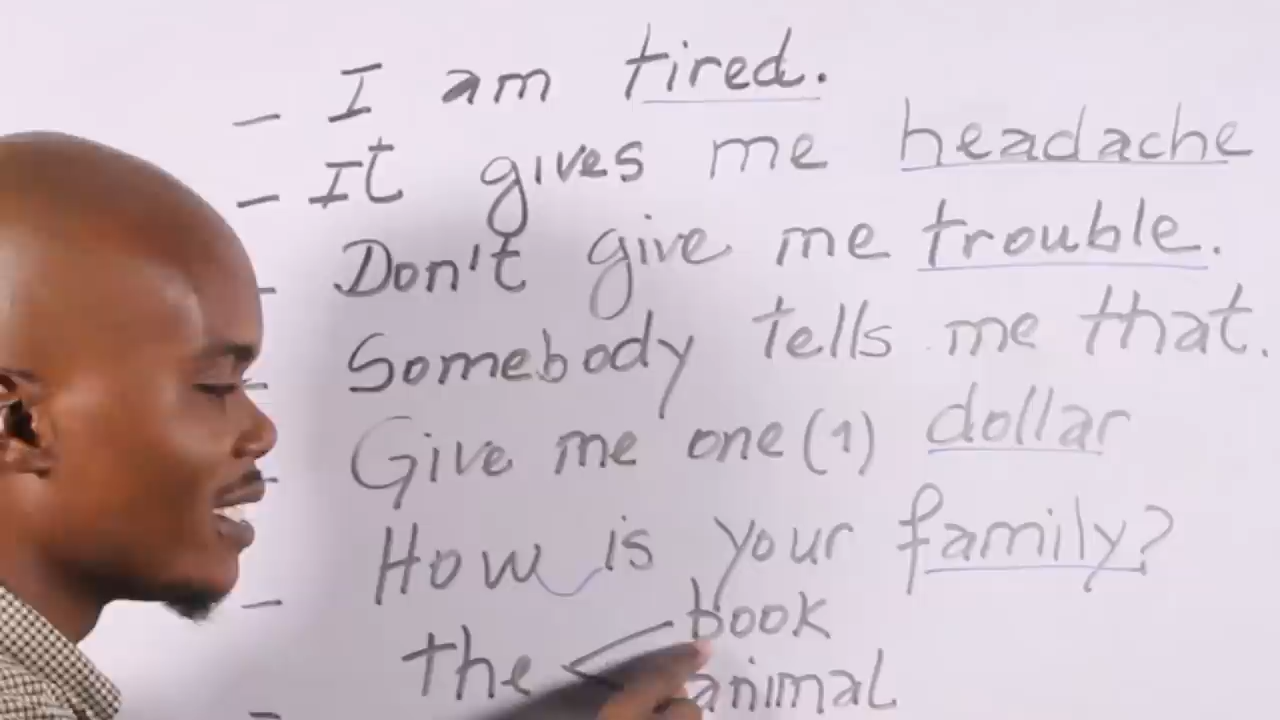 - I am tired.
- It gives me headache
- Don't give me trouble.
- Somebody tells me that.
- Give me one (1) dollar
- How is your family?
the < book
animal